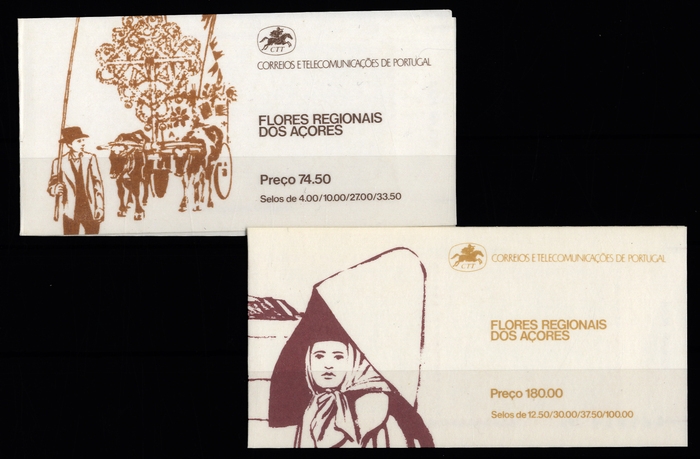 CTT
CORREIOS E TELECOMUNICAÇÕES DE PORTUGAL
FLORES REGIONAIS
DOS AÇORES
Preço 74.50
Selos de 4.00/10.00/27.00/33.50
CTT
CORREIOS E TELECOMUNICAÇÕES DE PORTUGAL
FLORES REGIONAIS
DOS AÇORES
Preço 180.00
Selos de 12.50/30.00/37.50/100.00